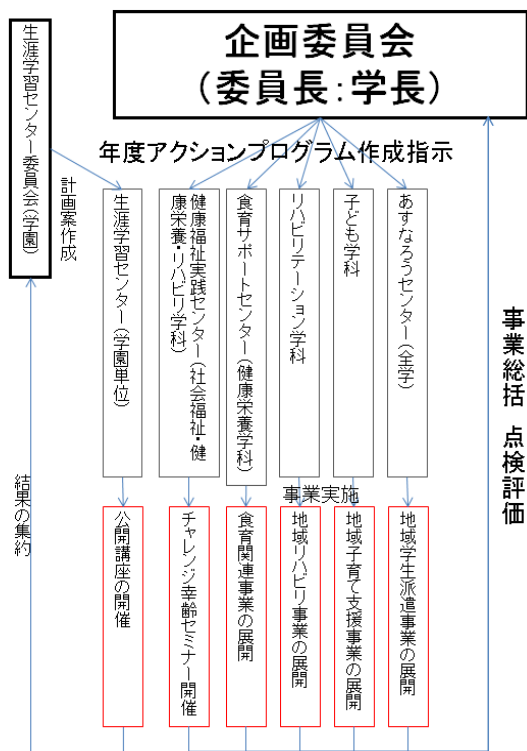 企画委員会
(委員長:学長)
年度アクションプログラム作成指示
生涯学習センター委員会(学園)
計画案作成
生涯学習センター(学園単位)
健康福祉実践センター(社会福祉・健
康栄養・リハビリ学科)
食育サポートセンター(健康栄養学科)
リハビリテーション学科
子ども学科
あすなろうセンター(全学)
事業実施
公開講座の開催
チャレンジ幸齢セミナー開催
食育関連事業の展開
地域リハビリ事業の展開
地域子育て支援事業の展開
地域学生派遣事業の展開
結果の集約
事業総括 点検評価